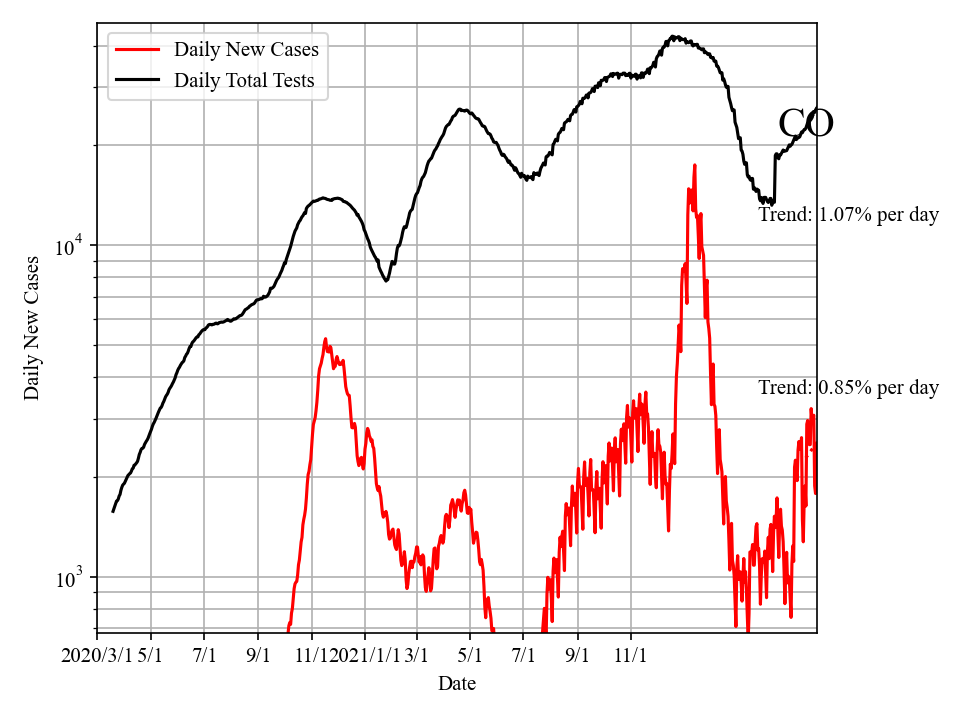 Daily New Cases
Daily Total Tests
CO
Trend: 1.07% per day
Trend: 0.85% per day
Daily New Cases
10^4
10^3
2020/3/1 5/1 7/1 9/1 11/1 2021/1/1 3/1 5/1 7/1 9/1 11/1
Date